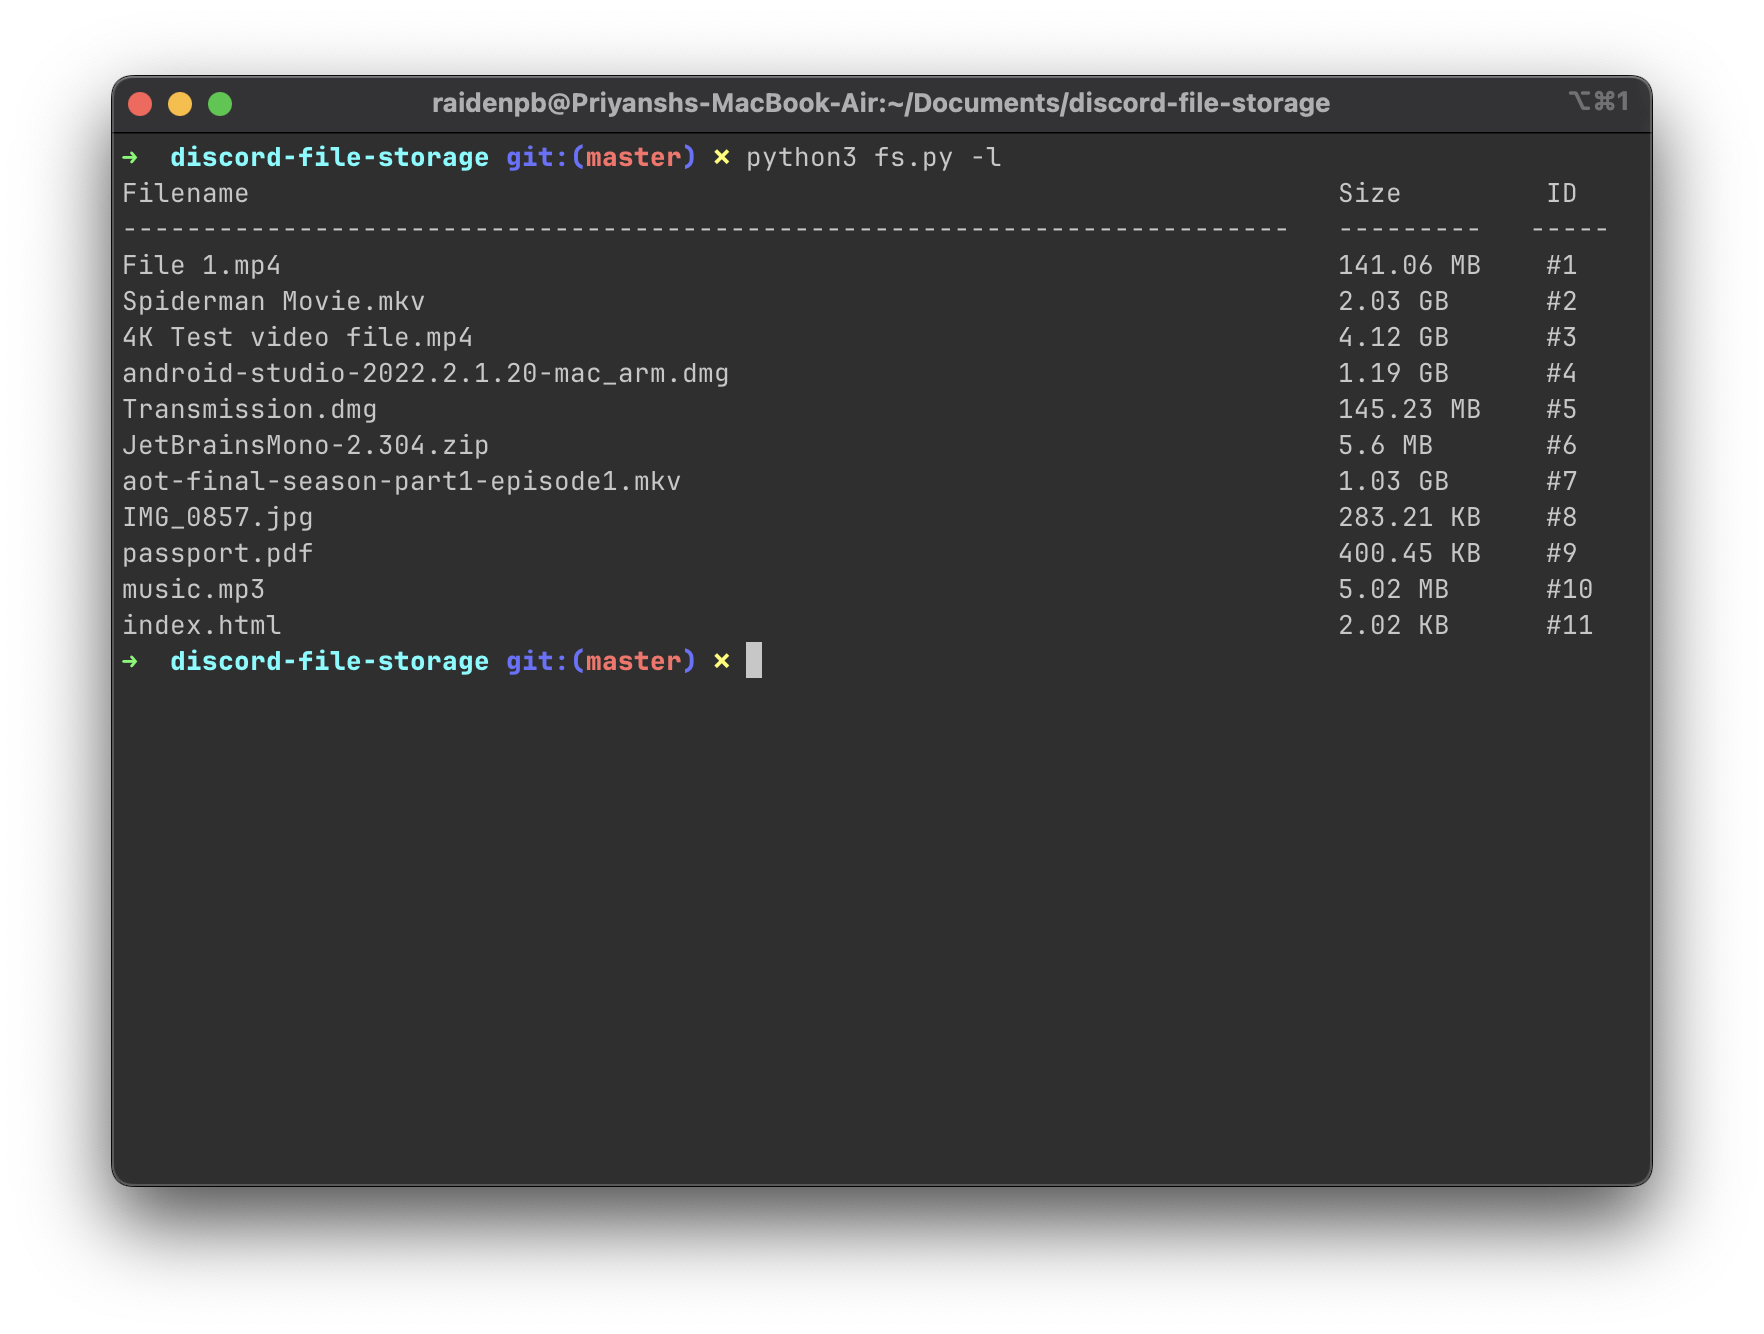 raidenpb@Priyanshs-MacBook-Air:~/Documents/discord-file-storage ⌥⌘1
➜ discord-file-storage git:(master) ✗ python3 fs.py -l
Filename Size ID
------------------------------------------------------------------------- --------- -----
File 1.mp4 141.06 MB #1
Spiderman Movie.mkv 2.03 GB #2
4K Test video file.mp4 4.12 GB #3
android-studio-2022.2.1.20-mac_arm.dmg 1.19 GB #4
Transmission.dmg 145.23 MB #5
JetBrainsMono-2.304.zip 5.6 MB #6
aot-final-season-part1-episode1.mkv 1.03 GB #7
IMG_0857.jpg 283.21 KB #8
passport.pdf 400.45 KB #9
music.mp3 5.02 MB #10
index.html 2.02 KB #11
➜ discord-file-storage git:(master) ✗